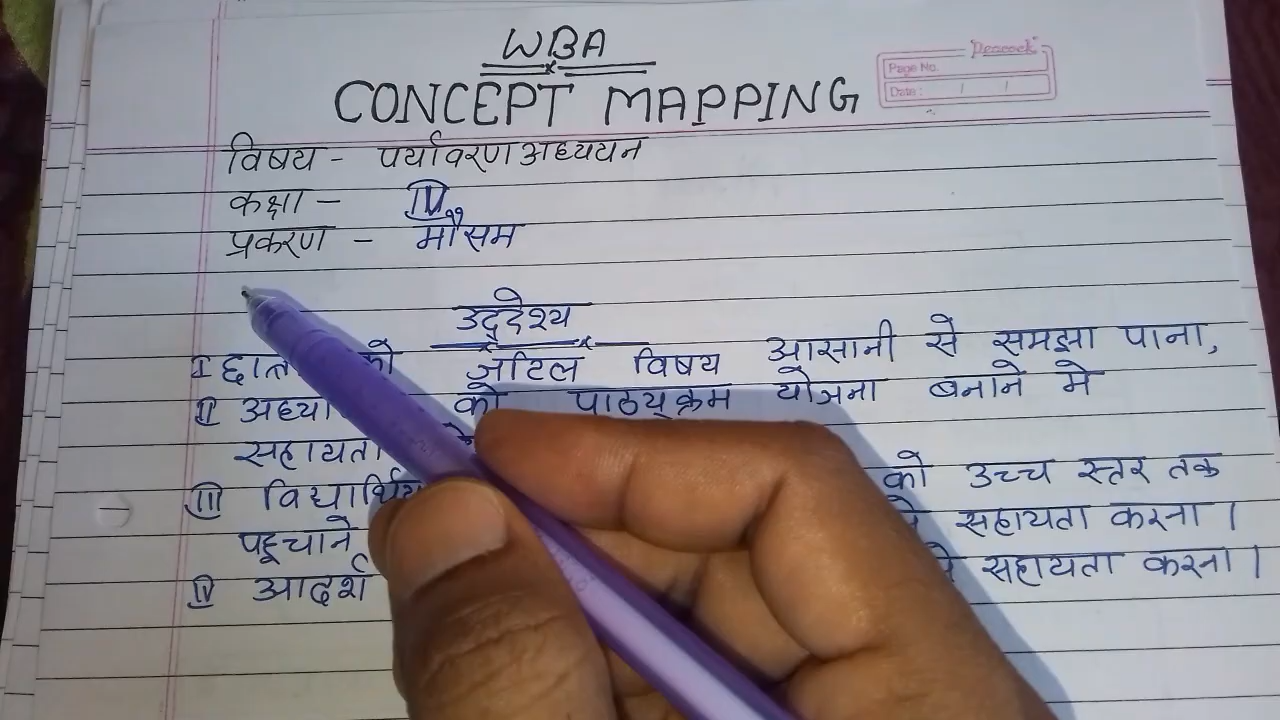 WBA
CONCEPT MAPPING
Peacock
Page No.
Date: / /
विषय - पर्यावरण अध्ययन
कक्षा - IV
प्रकरण - "मौसम
उद्देश्य
I को जटिल विषय आसानी से समझा पाना,
II को पाठ्यक्रम योजना बनाने मे
सहायता
III को उच्च स्तर तक
पहूचाने सहायता करना।
IV आदर्श सहायता करना।